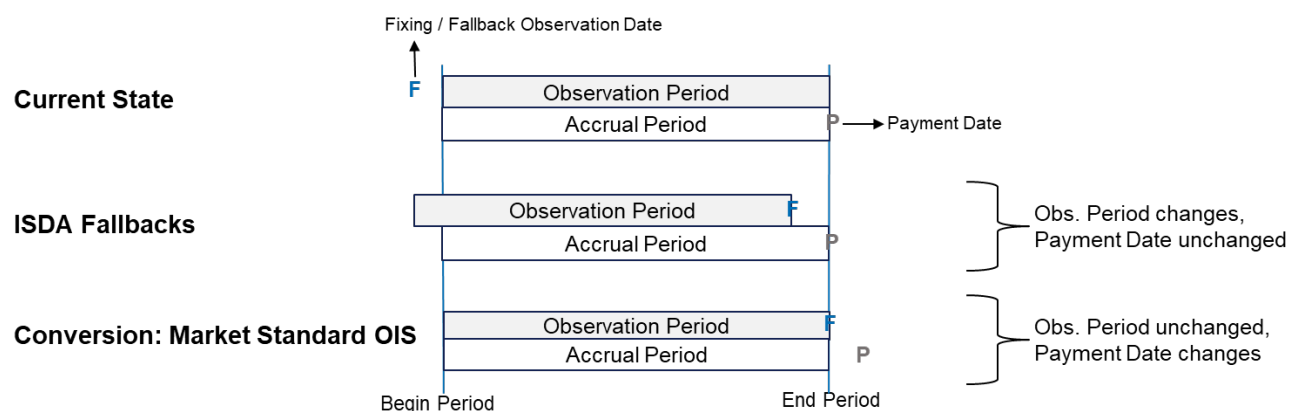 Fixing / Fallback Observation Date
Current State
F
Observation Period
Accrual Period
P
Payment Date
ISDA Fallbacks
Observation Period
F
Accrual Period
P
Obs. Period changes,
Payment Date unchanged
Conversion: Market Standard OIS
Observation Period
F
Accrual Period
P
Obs. Period unchanged,
Payment Date changes
Begin Period
End Period